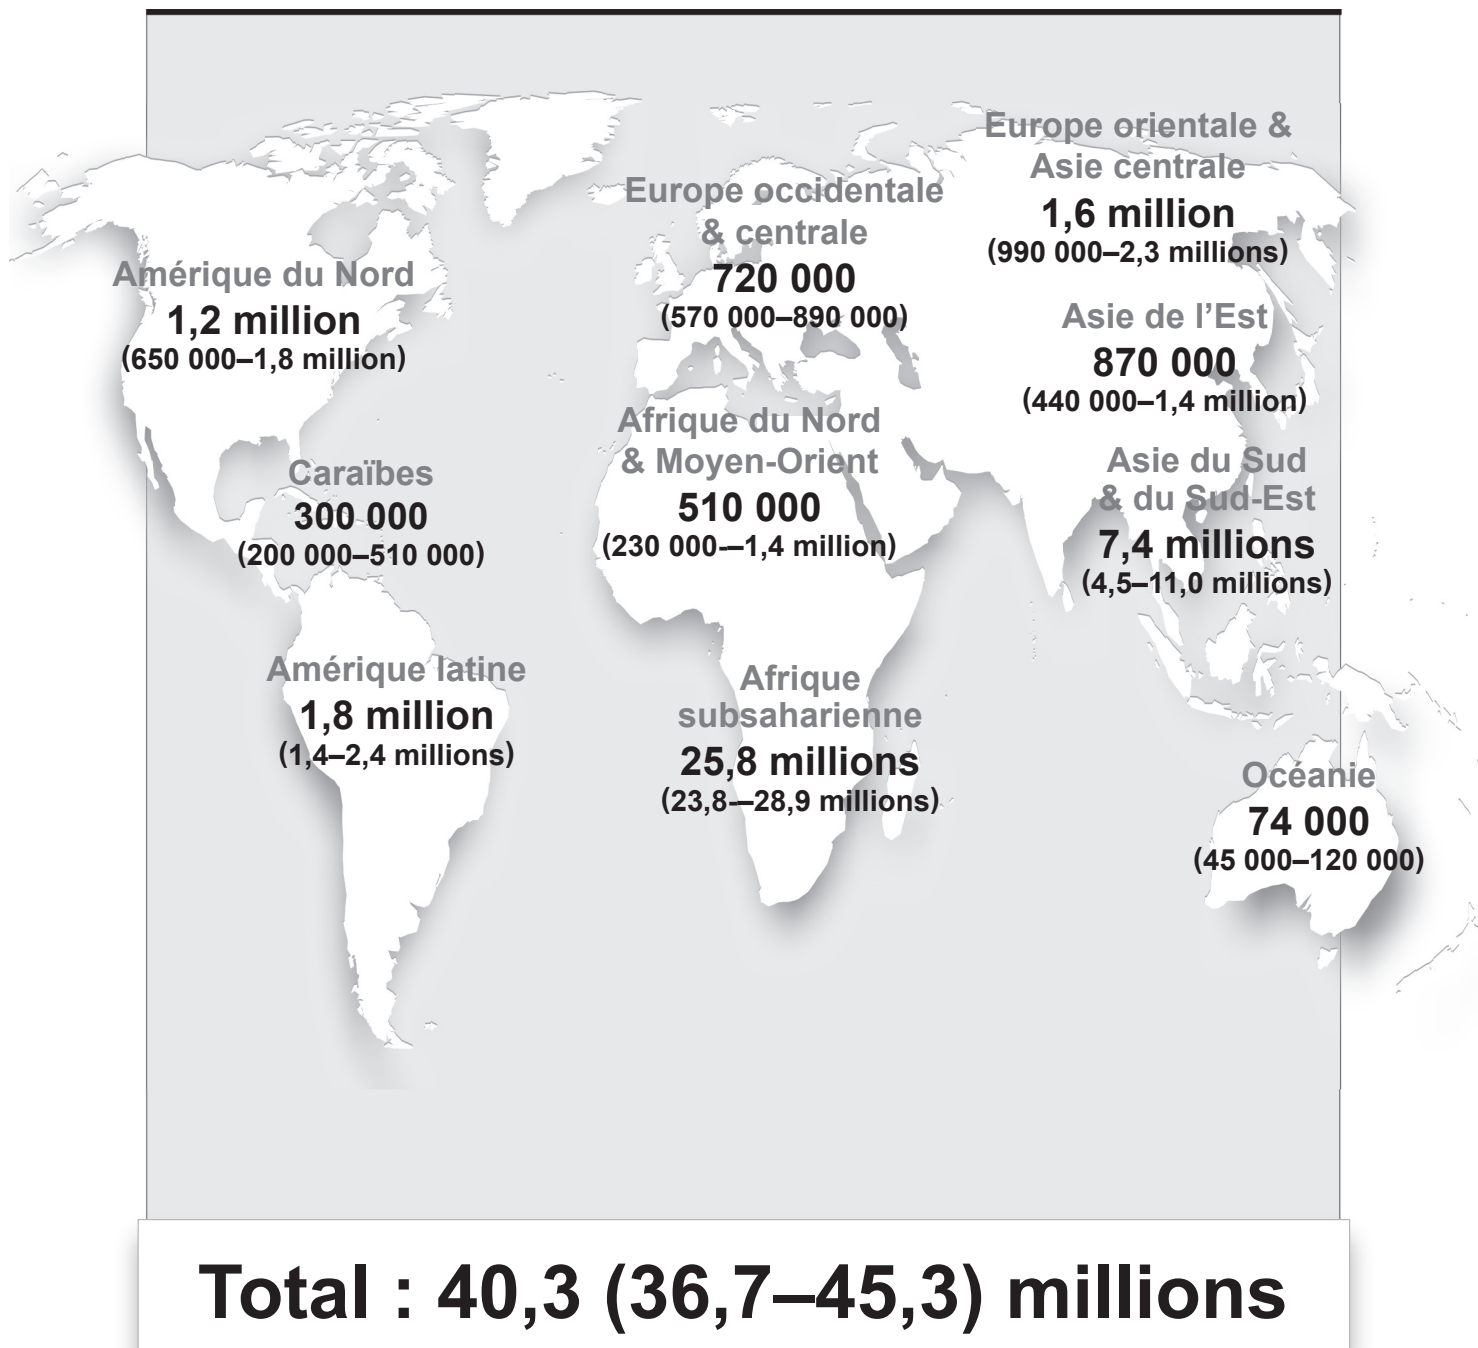 Europe orientale &
Asie centrale
1,6 million
(990 000–2,3 millions)
Europe occidentale
& centrale
720 000
(570 000–890 000)
Amérique du Nord
1,2 million
(650 000–1,8 million)
Asie de l’Est
870 000
(440 000–1,4 million)
Afrique du Nord
& Moyen-Orient
510 000
(230 000-–1,4 million)
Caraïbes
300 000
(200 000–510 000)
Asie du Sud
& du Sud-Est
7,4 millions
(4,5–11,0 millions)
Amérique latine
1,8 million
(1,4–2,4 millions)
Afrique
subsaharienne
25,8 millions
(23,8-–28,9 millions)
Océanie
74 000
(45 000–120 000)
Total : 40,3 (36,7–45,3) millions